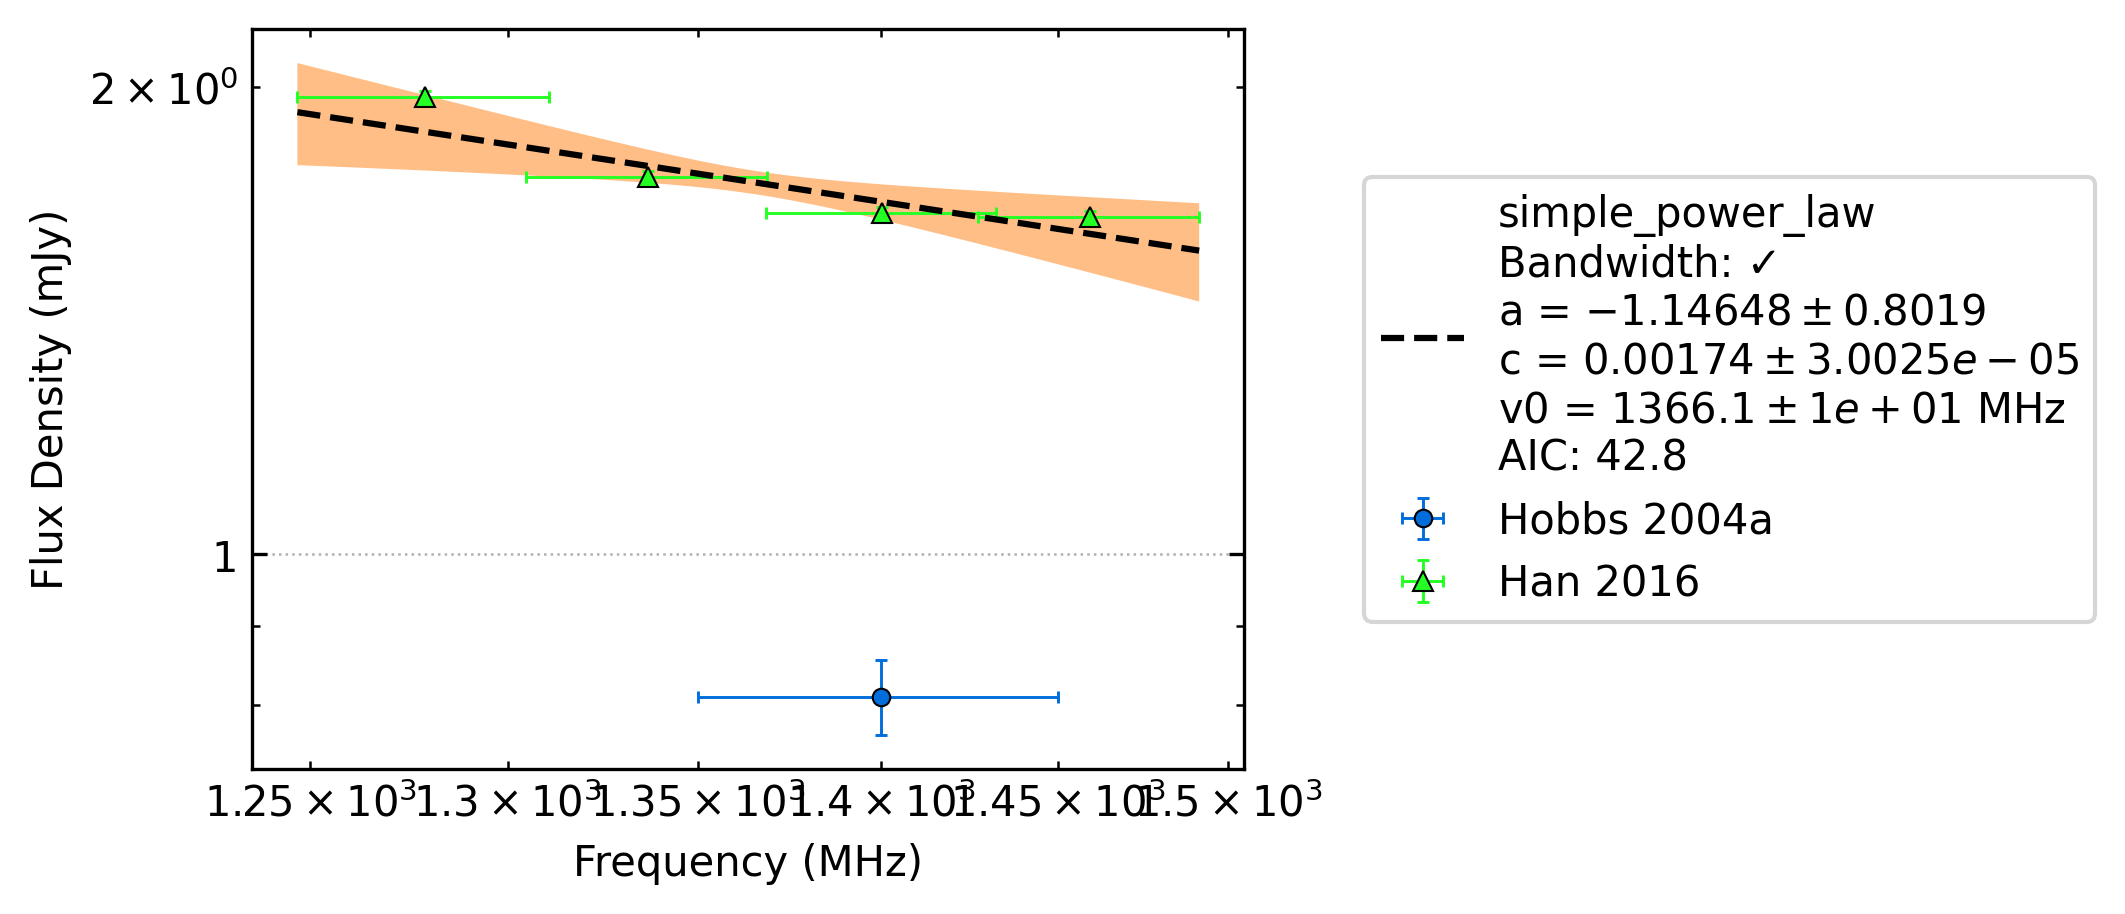 2 × 10⁰
1
Flux Density (mJy)
1.25 × 10³ 1.3 × 10³ 1.35 × 10³ 1.4 × 10³ 1.45 × 10³ 1.5 × 10³
Frequency (MHz)
simple_power_law
Bandwidth: ✓
a = −1.14648 ± 0.8019
c = 0.00174 ± 3.0025e − 05
v0 = 1366.1 ± 1e + 01 MHz
AIC: 42.8
Hobbs 2004a
Han 2016